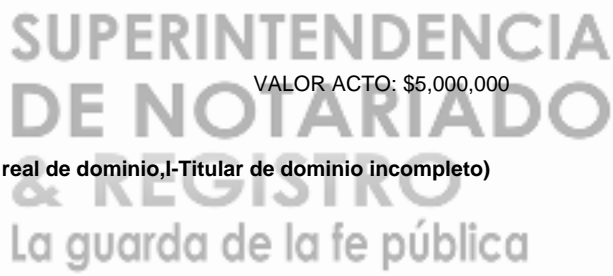 SUPERINTENDENCIA
VALOR ACTO: $5,000,000
DE NOTARIADO
real de dominio,I-Titular de dominio incompleto)
& REGISTRO
La guarda de la fe pública